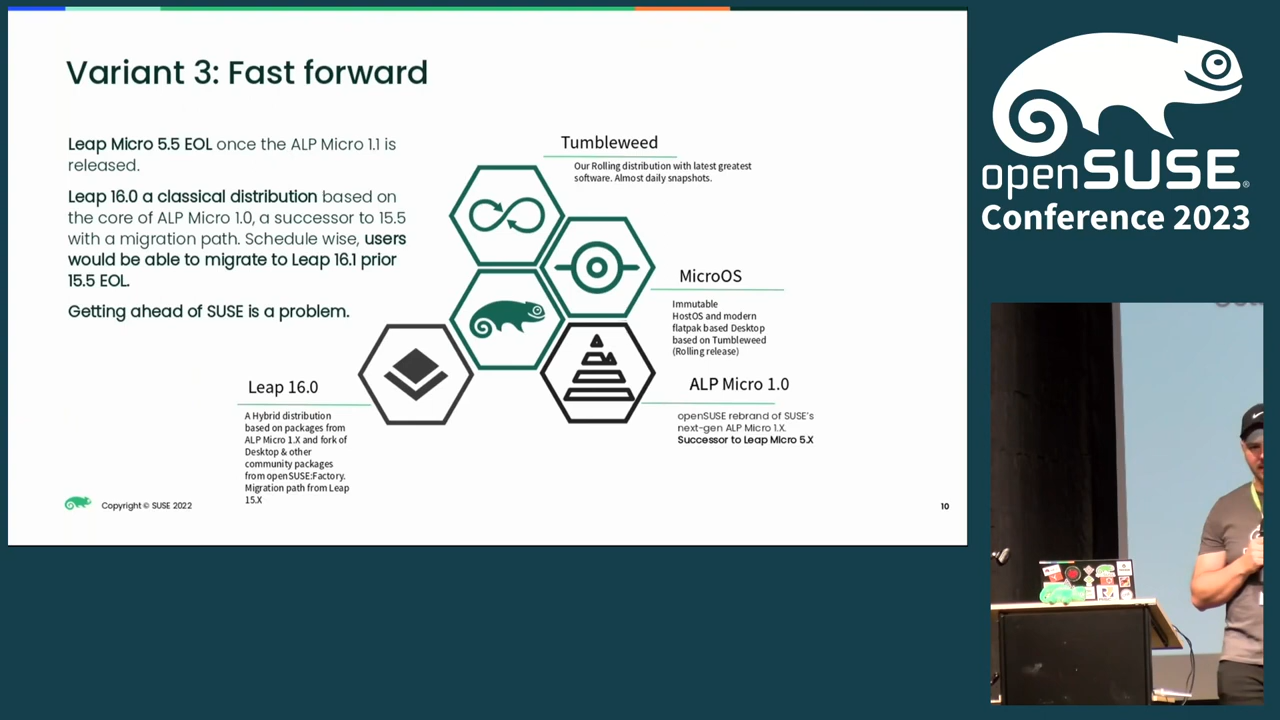 Variant 3: Fast forward
Leap Micro 5.5 EOL once the ALP Micro 1.1 is
released.
Leap 16.0 a classical distribution based on
the core of ALP Micro 1.0, a successor to 15.5
with a migration path. Schedule wise, users
would be able to migrate to Leap 16.1 prior
15.5 EOL.
Getting ahead of SUSE is a problem.
Tumbleweed
Our Rolling distribution with latest greatest
software. Almost daily snapshots.
MicroOS
Immutable
HostOS and modern
flatpak based Desktop
based on Tumbleweed
(Rolling release)
Leap 16.0
A Hybrid distribution
based on packages from
ALP Micro 1.X and fork of
Desktop & other
community packages
from openSUSE:Factory.
Migration path from Leap
15.X
ALP Micro 1.0
openSUSE rebrand of SUSE's
next-gen ALP Micro 1.X.
Successor to Leap Micro 5.X
Copyright © SUSE 2022
10
openSUSE®
Conference 2023